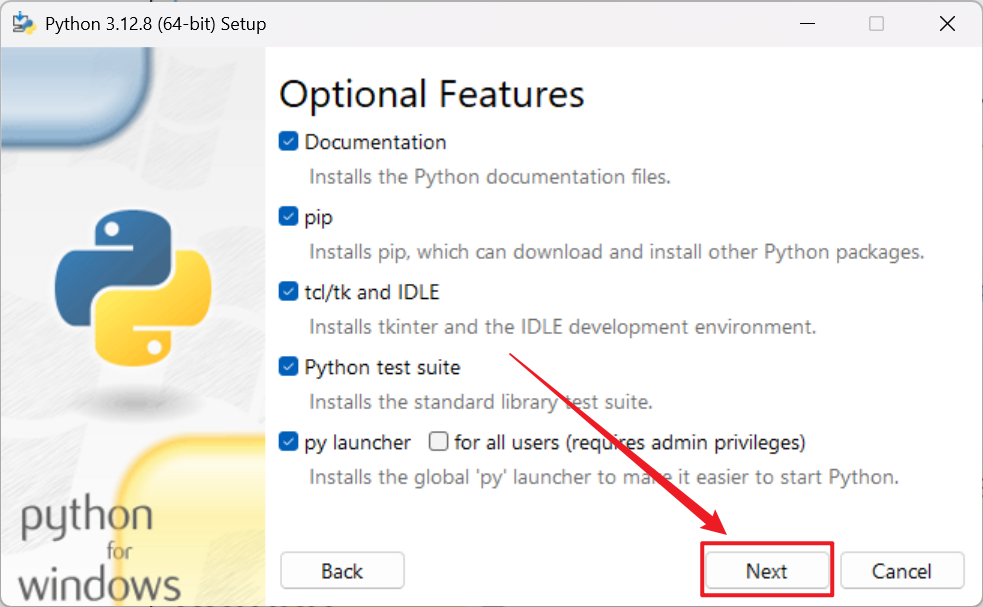 Python 3.12.8 (64-bit) Setup
Optional Features
Documentation
Installs the Python documentation files.
pip
Installs pip, which can download and install other Python packages.
tcl/tk and IDLE
Installs tkinter and the IDLE development environment.
Python test suite
Installs the standard library test suite.
py launcher for all users (requires admin privileges)
Installs the global 'py' launcher to make it easier to start Python.
python
for
windows
Back Next Cancel